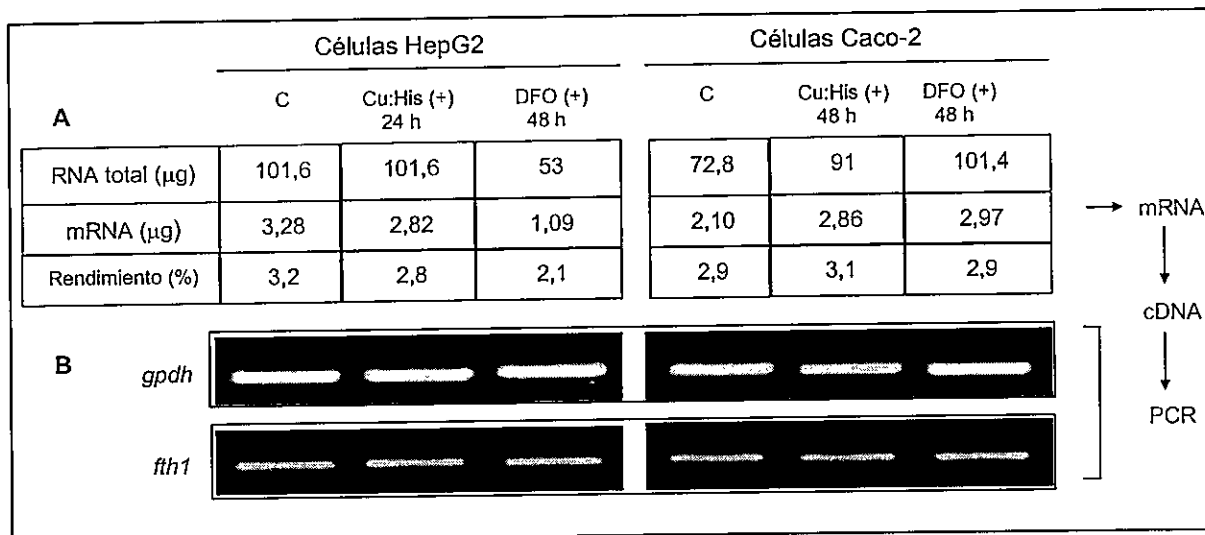 Células HepG2 Células Caco-2
A C Cu:His (+) 24 h DFO (+) 48 h C Cu:His (+) 48 h DFO (+) 48 h
RNA total (µg) 101,6 101,6 53 72,8 91 101,4
mRNA (µg) 3,28 2,82 1,09 2,10 2,86 2,97
Rendimiento (%) 3,2 2,8 2,1 2,9 3,1 2,9
→ mRNA
cDNA
PCR
B gpdh
fth1